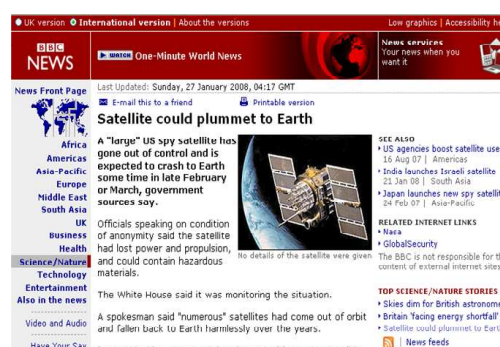 UK version International version | About the versions
Low graphics | Accessibility
BBC
NEWS
WATCH One-Minute World News
News services
Your news when you
want it
News Front Page
Africa
Americas
Asia-Pacific
Europe
Middle East
South Asia
UK
Business
Health
Science/Nature
Technology
Entertainment
Also in the news
Video and Audio
Have Your Say
Last Updated: Sunday, 27 January 2008, 04:17 GMT
E-mail this to a friend
Printable version
Satellite could plummet to Earth
A "large" US spy satellite has
gone out of control and is
expected to crash to Earth
some time in late February
or March, government
sources say.
Officials speaking on condition
of anonymity said the satellite
had lost power and propulsion,
and could contain hazardous
materials.
No details of the satellite were given
The White House said it was monitoring the situation.
A spokesman said "numerous" satellites had come out of orbit
and fallen back to Earth harmlessly over the years.
SEE ALSO
US agencies boost satellite use
16 Aug 07 | Americas
India launches Israeli satellite
21 Jan 08 | South Asia
Japan launches new spy satellit
24 Feb 07 | Asia-Pacific
RELATED INTERNET LINKS
Nasa
GlobalSecurity
The BBC is not responsible for th
content of external internet sites
TOP SCIENCE/NATURE STORIES
Skies dim for British astronome
Britain 'facing energy shortfall'
Satellite could plummet to Eart
News feeds